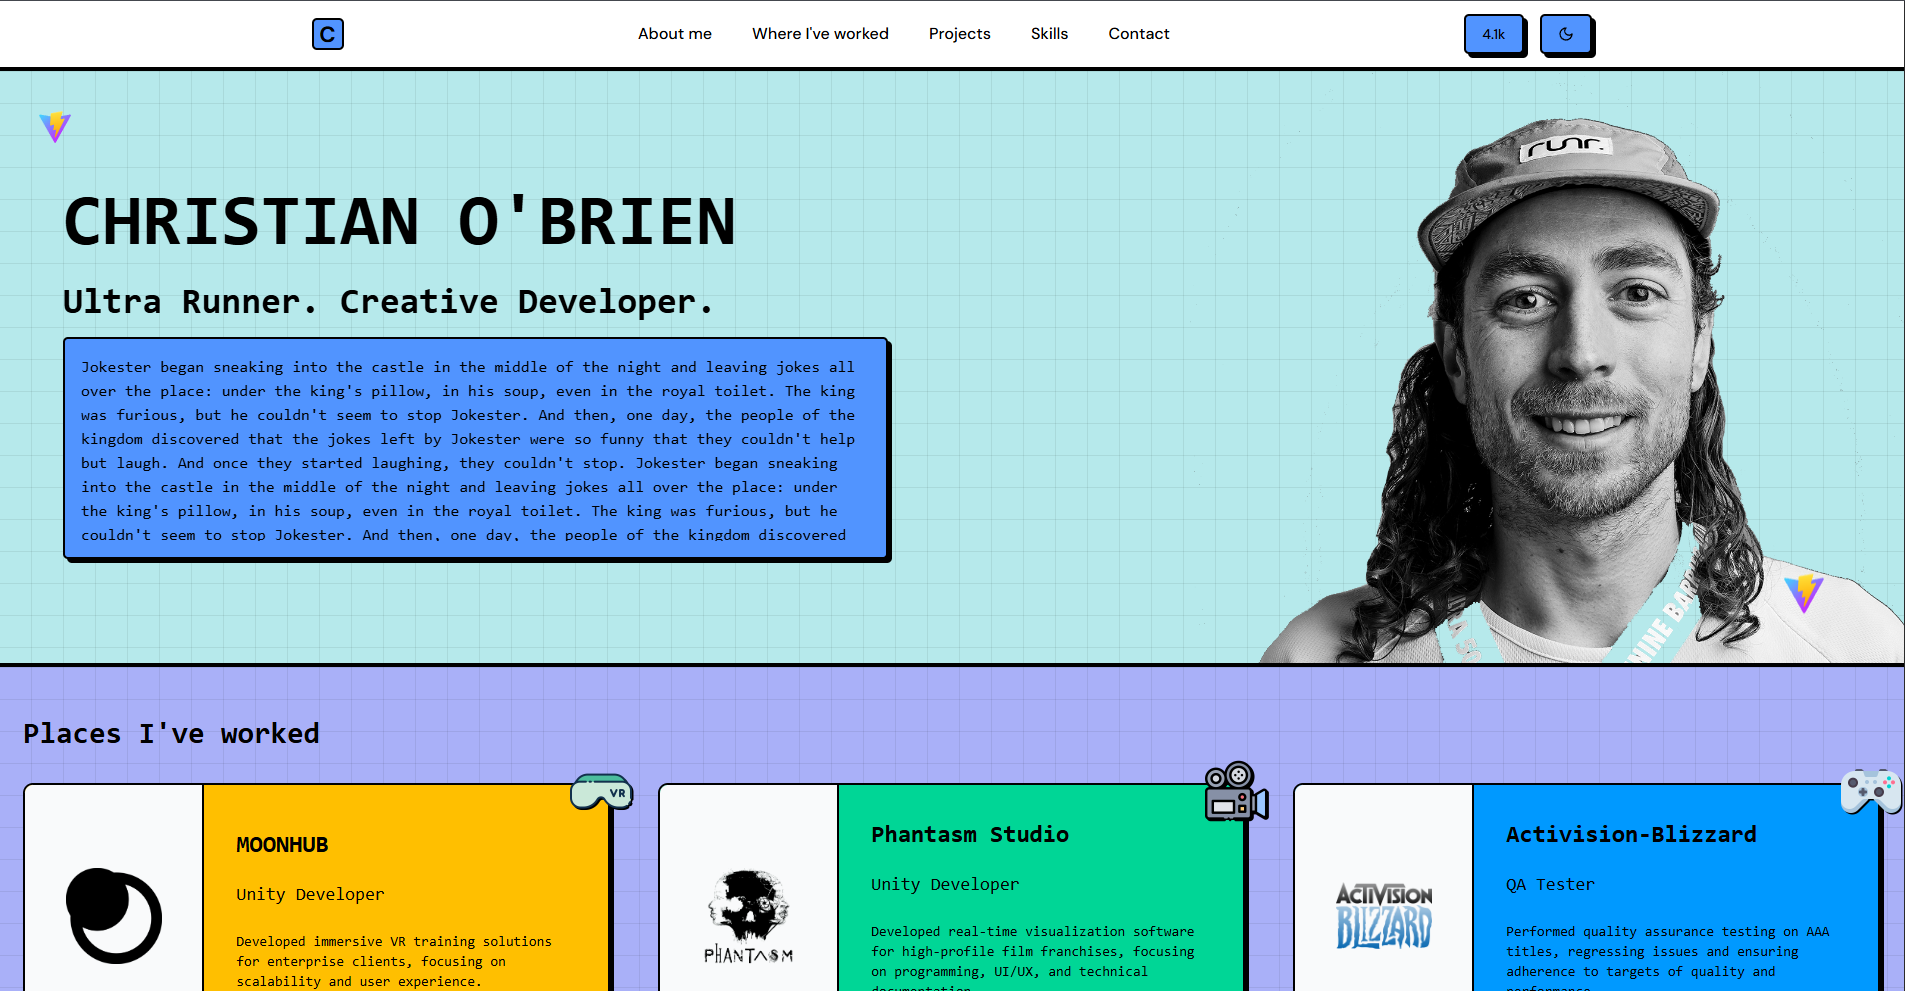 C
About me
Where I've worked
Projects
Skills
Contact
4.1k
runr.
CHRISTIAN O'BRIEN
Ultra Runner. Creative Developer.
Jokester began sneaking into the castle in the middle of the night and leaving jokes all
over the place: under the king's pillow, in his soup, even in the royal toilet. The king
was furious, but he couldn't seem to stop Jokester. And then, one day, the people of the
kingdom discovered that the jokes left by Jokester were so funny that they couldn't help
but laugh. And once they started laughing, they couldn't stop. Jokester began sneaking
into the castle in the middle of the night and leaving jokes all over the place: under
the king's pillow, in his soup, even in the royal toilet. The king was furious, but he
couldn't seem to stop Jokester. And then, one day, the people of the kingdom discovered
NINE
Places I've worked
VR
MOONHUB
Unity Developer
Developed immersive VR training solutions
for enterprise clients, focusing on
scalability and user experience.
PHANTASM
Phantasm Studio
Unity Developer
Developed real-time visualization software
for high-profile film franchises, focusing
on programming, UI/UX, and technical
documentation
ACTIVISION
BLIZZARD
Activision-Blizzard
QA Tester
Performed quality assurance testing on AAA
titles, regressing issues and ensuring
adherence to targets of quality and
performance